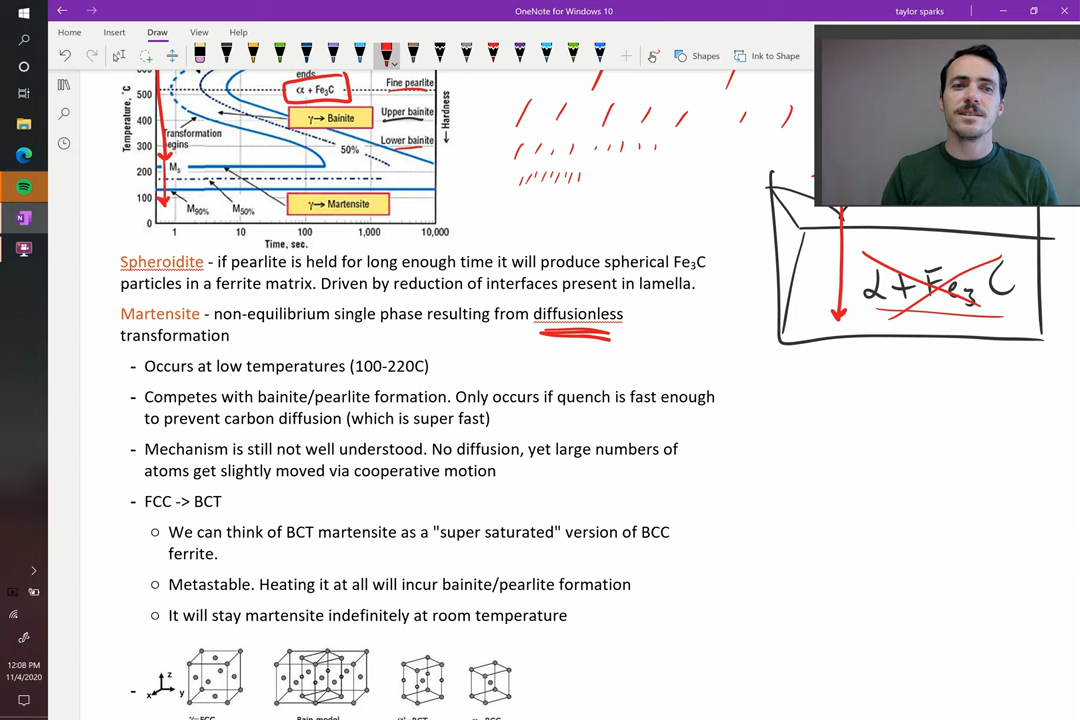 OneNote for Windows 10
taylor sparks
Home
Insert
Draw
View
Help
Shapes
Ink to Shape
ends
Fine pearlite
α + Fe₃C
Upper bainite
γ→ Bainite
Lower bainite
50%
Mₛ
γ→ Martensite
M90%
M50%
Temperature, °C
500
400
300
200
100
0
← Hardness
1
10
100
1,000
10,000
Time, sec.
Spheroidite - if pearlite is held for long enough time it will produce spherical Fe₃C
particles in a ferrite matrix. Driven by reduction of interfaces present in lamella.
Martensite - non-equilibrium single phase resulting from diffusionless
transformation
- Occurs at low temperatures (100-220C)
- Competes with bainite/pearlite formation. Only occurs if quench is fast enough
to prevent carbon diffusion (which is super fast)
- Mechanism is still not well understood. No diffusion, yet large numbers of
atoms get slightly moved via cooperative motion
- FCC -> BCT
○ We can think of BCT martensite as a "super saturated" version of BCC
ferrite.
○ Metastable. Heating it at all will incur bainite/pearlite formation
○ It will stay martensite indefinitely at room temperature
-
z
x
y
α + Fe₃C
12:08 PM
11/4/2020